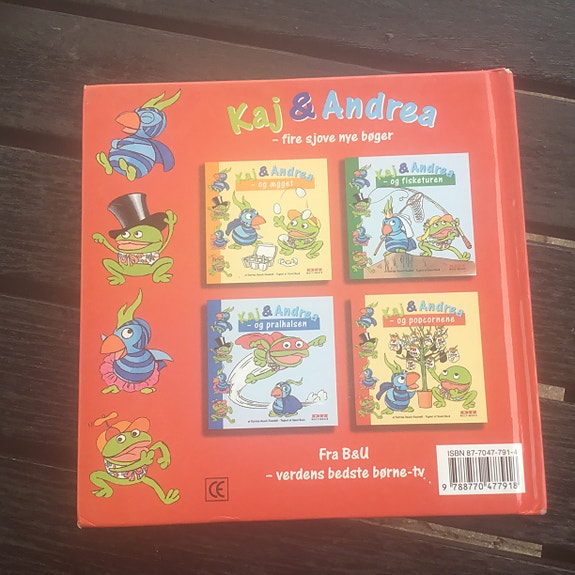 Kaj & Andrea
- fire sjove nye bøger
Kaj & Andrea
- og ægget
Kaj & Andrea
- og fisketuren
Kaj & Andrea
- og pralhalsen
Kaj & Andrea
- og popcornene
Fra B&U
- verdens bedste børne-tv
CE
ISBN 87-7047-791-4
9 788770 477918